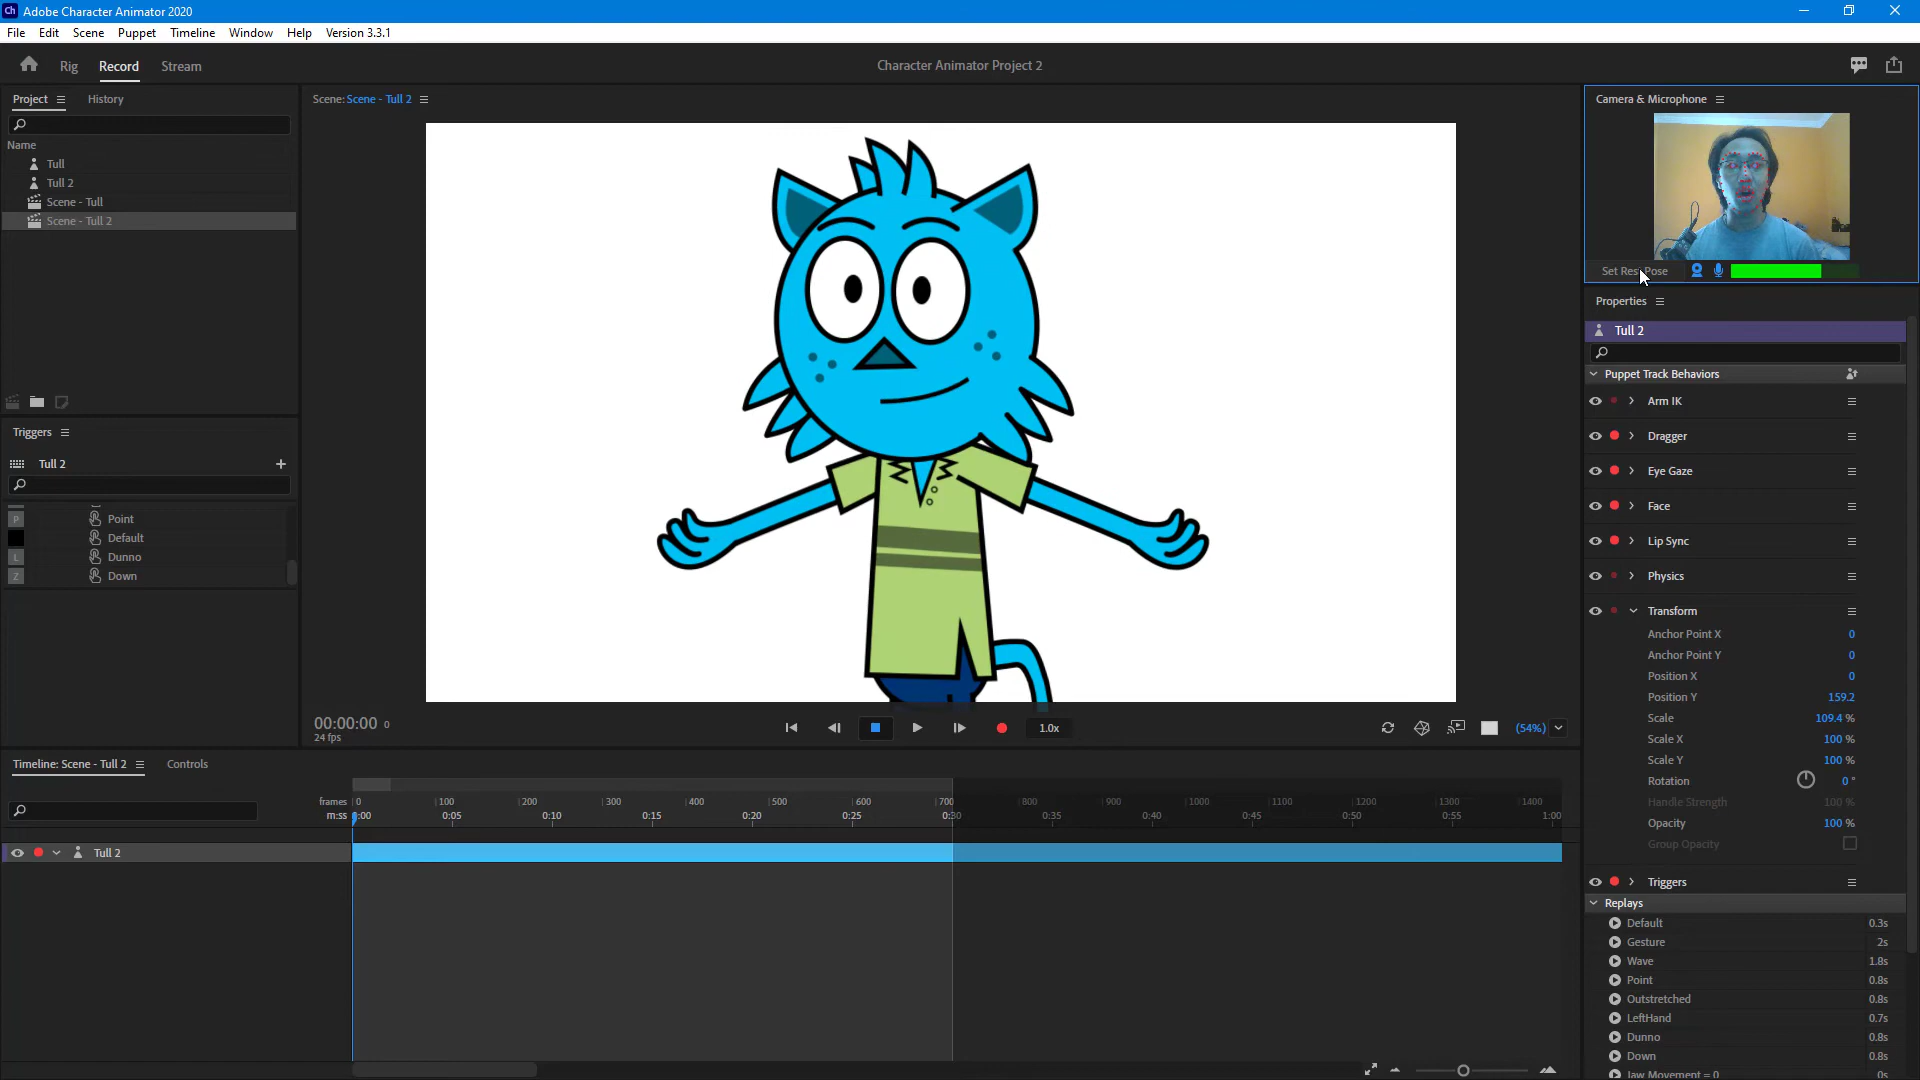 Ch Adobe Character Animator 2020
File Edit Scene Puppet Timeline Window Help Version 3.3.1
Rig Record Stream Character Animator Project 2
Project History
Name
Tull
Tull 2
Scene - Tull
Scene - Tull 2
Triggers
Tull 2
P Point
Default
L Dunno
Z Down
Scene: Scene - Tull 2
00:00:00 0
24 fps
1.0x
(54%)
Camera & Microphone
Set Rest Pose
Properties
Tull 2
Puppet Track Behaviors
Arm IK
Dragger
Eye Gaze
Face
Lip Sync
Physics
Transform
Anchor Point X 0
Anchor Point Y 0
Position X 0
Position Y 159.2
Scale 109.4 %
Scale X 100 %
Scale Y 100 %
Rotation 0 °
Handle Strength 100 %
Opacity 100 %
Group Opacity
Triggers
Replays
Default 0.3s
Gesture 2s
Wave 1.8s
Point 0.8s
Outstretched 0.8s
LeftHand 0.7s
Dunno 0.8s
Down 0.8s
Jaw Movement = 0 0s
Timeline: Scene - Tull 2 Controls
frames 0 100 200 300 400 500 600 700 800 900 1000 1100 1200 1300 1400
m:ss 0:00 0:05 0:10 0:15 0:20 0:25 0:30 0:35 0:40 0:45 0:50 0:55 1:00
Tull 2